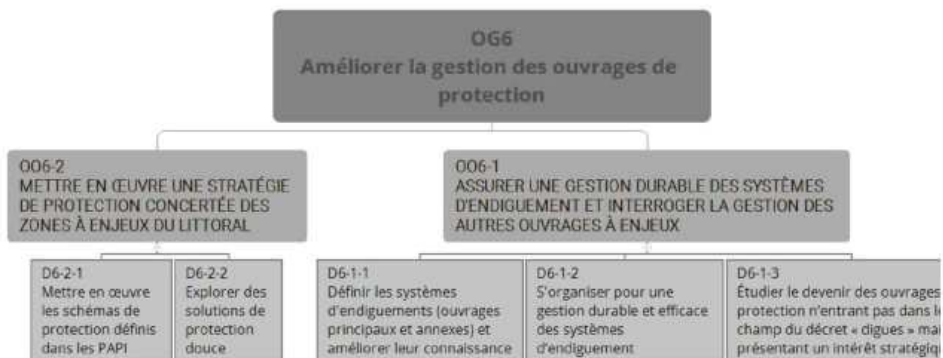 OG6
Améliorer la gestion des ouvrages de
protection
OO6-2
METTRE EN ŒUVRE UNE STRATÉGIE
DE PROTECTION CONCERTÉE DES
ZONES À ENJEUX DU LITTORAL
OO6-1
ASSURER UNE GESTION DURABLE DES SYSTÈMES
D'ENDIGUEMENT ET INTERROGER LA GESTION DES
AUTRES OUVRAGES À ENJEUX
D6-2-1
Mettre en œuvre
les schémas de
protection définis
dans les PAPI
D6-2-2
Explorer des
solutions de
protection
douce
D6-1-1
Définir les systèmes
d'endiguements (ouvrages
principaux et annexes) et
améliorer leur connaissance
D6-1-2
S'organiser pour une
gestion durable et efficace
des systèmes
d'endiguement
D6-1-3
Étudier le devenir des ouvrages
protection n'entrant pas dans
champ du décret « digues »
présentant un intérêt